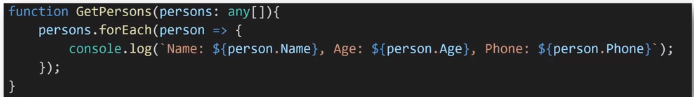 function GetPersons(persons: any[]){
    persons.forEach(person => {
        console.log(`Name: ${person.Name}, Age: ${person.Age}, Phone: ${person.Phone}`);
    });
}